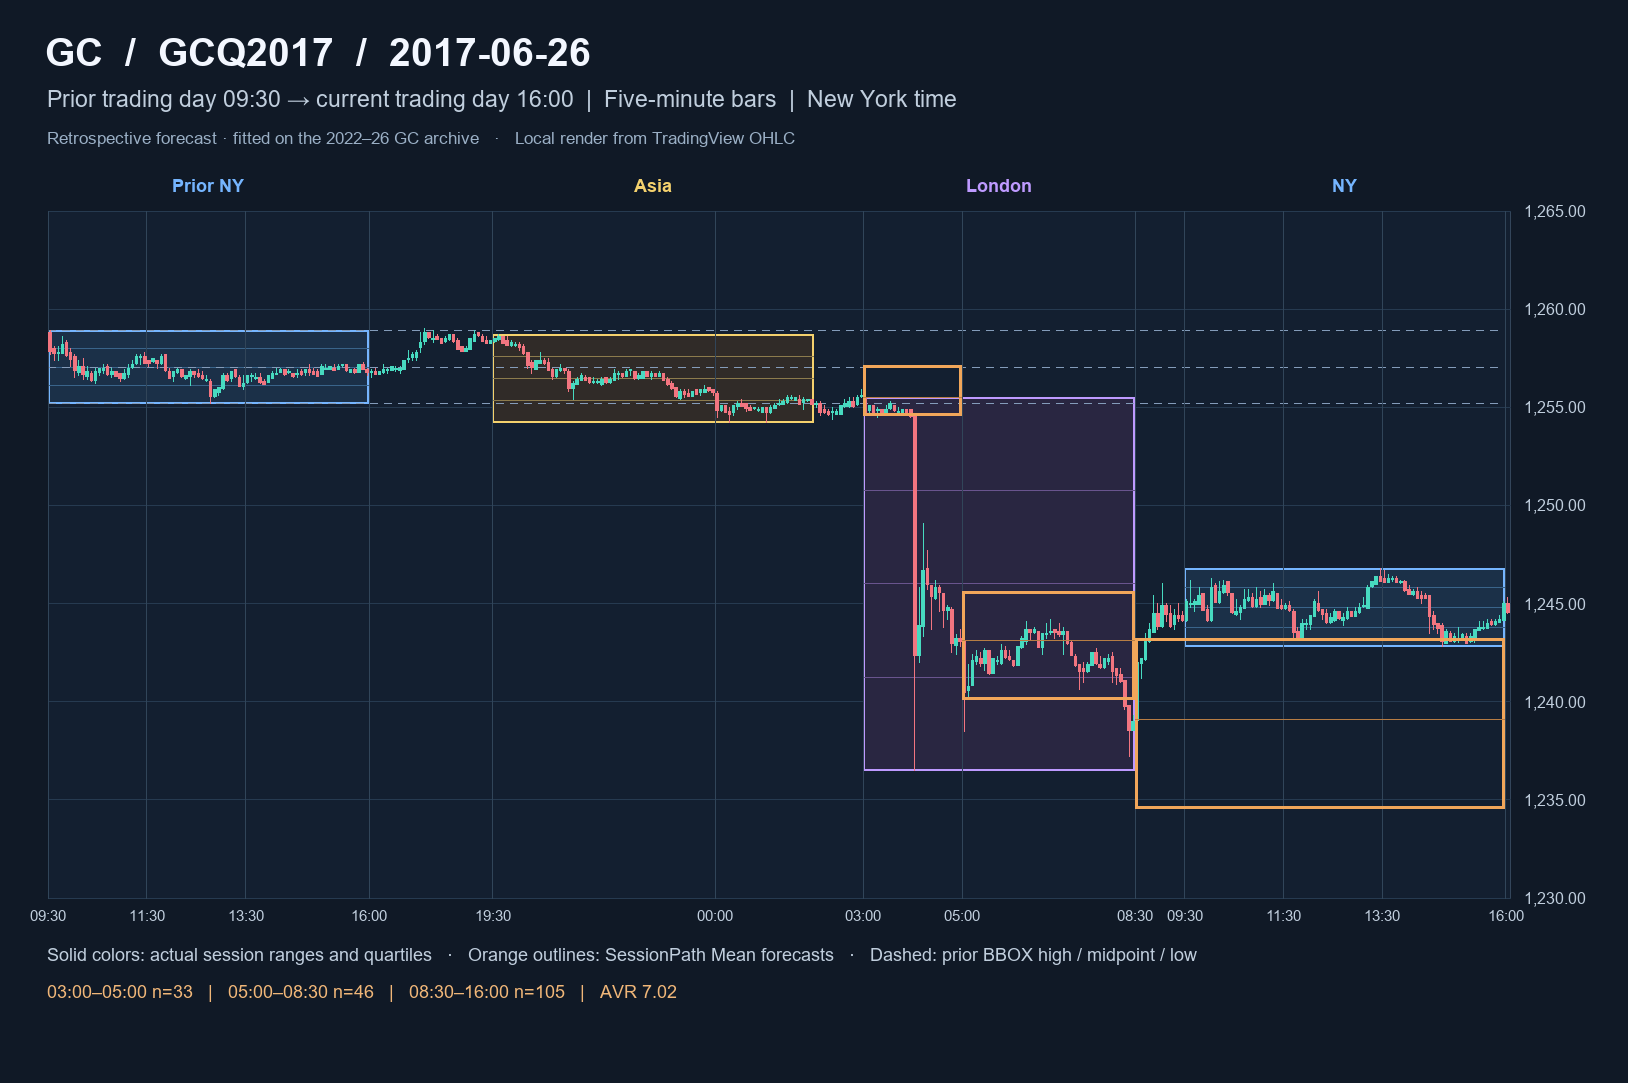 GC / GCQ2017 / 2017-06-26
Prior trading day 09:30 → current trading day 16:00 | Five-minute bars | New York time
Retrospective forecast · fitted on the 2022–26 GC archive · Local render from TradingView OHLC
Prior NY Asia London NY
1,265.00
1,260.00
1,255.00
1,250.00
1,245.00
1,240.00
1,235.00
1,230.00
09:30 11:30 13:30 16:00 19:30 00:00 03:00 05:00 08:30 09:30 11:30 13:30 16:00
Solid colors: actual session ranges and quartiles · Orange outlines: SessionPath Mean forecasts · Dashed: prior BBOX high / midpoint / low
03:00–05:00 n=33 | 05:00–08:30 n=46 | 08:30–16:00 n=105 | AVR 7.02